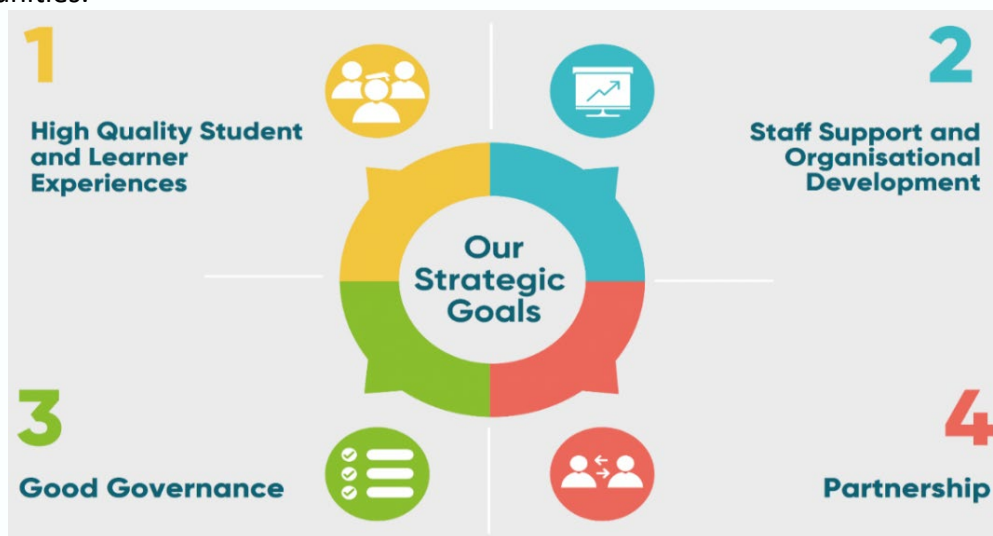 1
High Quality Student
and Learner
Experiences
2
Staff Support and
Organisational
Development
Our
Strategic
Goals
3
Good Governance
4
Partnership